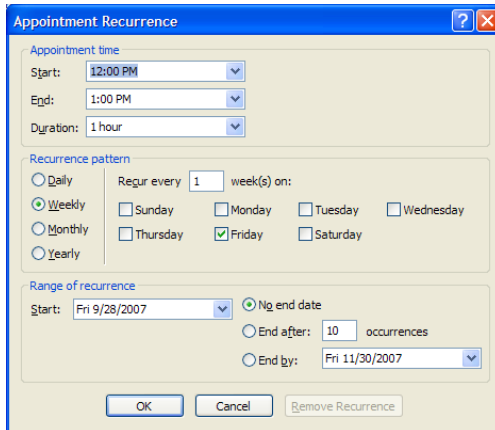 Appointment Recurrence
Appointment time
Start: 12:00 PM
End: 1:00 PM
Duration: 1 hour
Recurrence pattern
Daily
Recur every 1 week(s) on:
Weekly
Sunday Monday Tuesday Wednesday
Monthly
Thursday Friday Saturday
Yearly
Range of recurrence
Start: Fri 9/28/2007 No end date
End after: 10 occurrences
End by: Fri 11/30/2007
OK Cancel Remove Recurrence